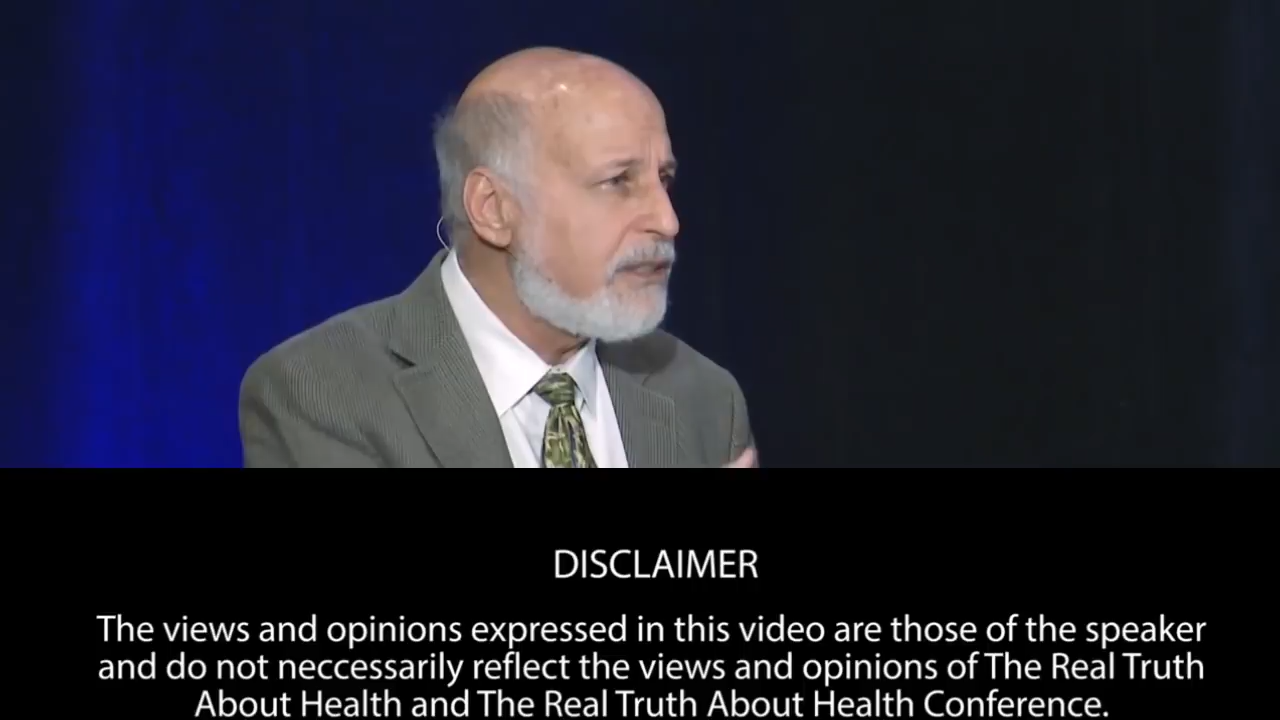 DISCLAIMER
The views and opinions expressed in this video are those of the speaker
and do not neccessarily reflect the views and opinions of The Real Truth
About Health and The Real Truth About Health Conference.